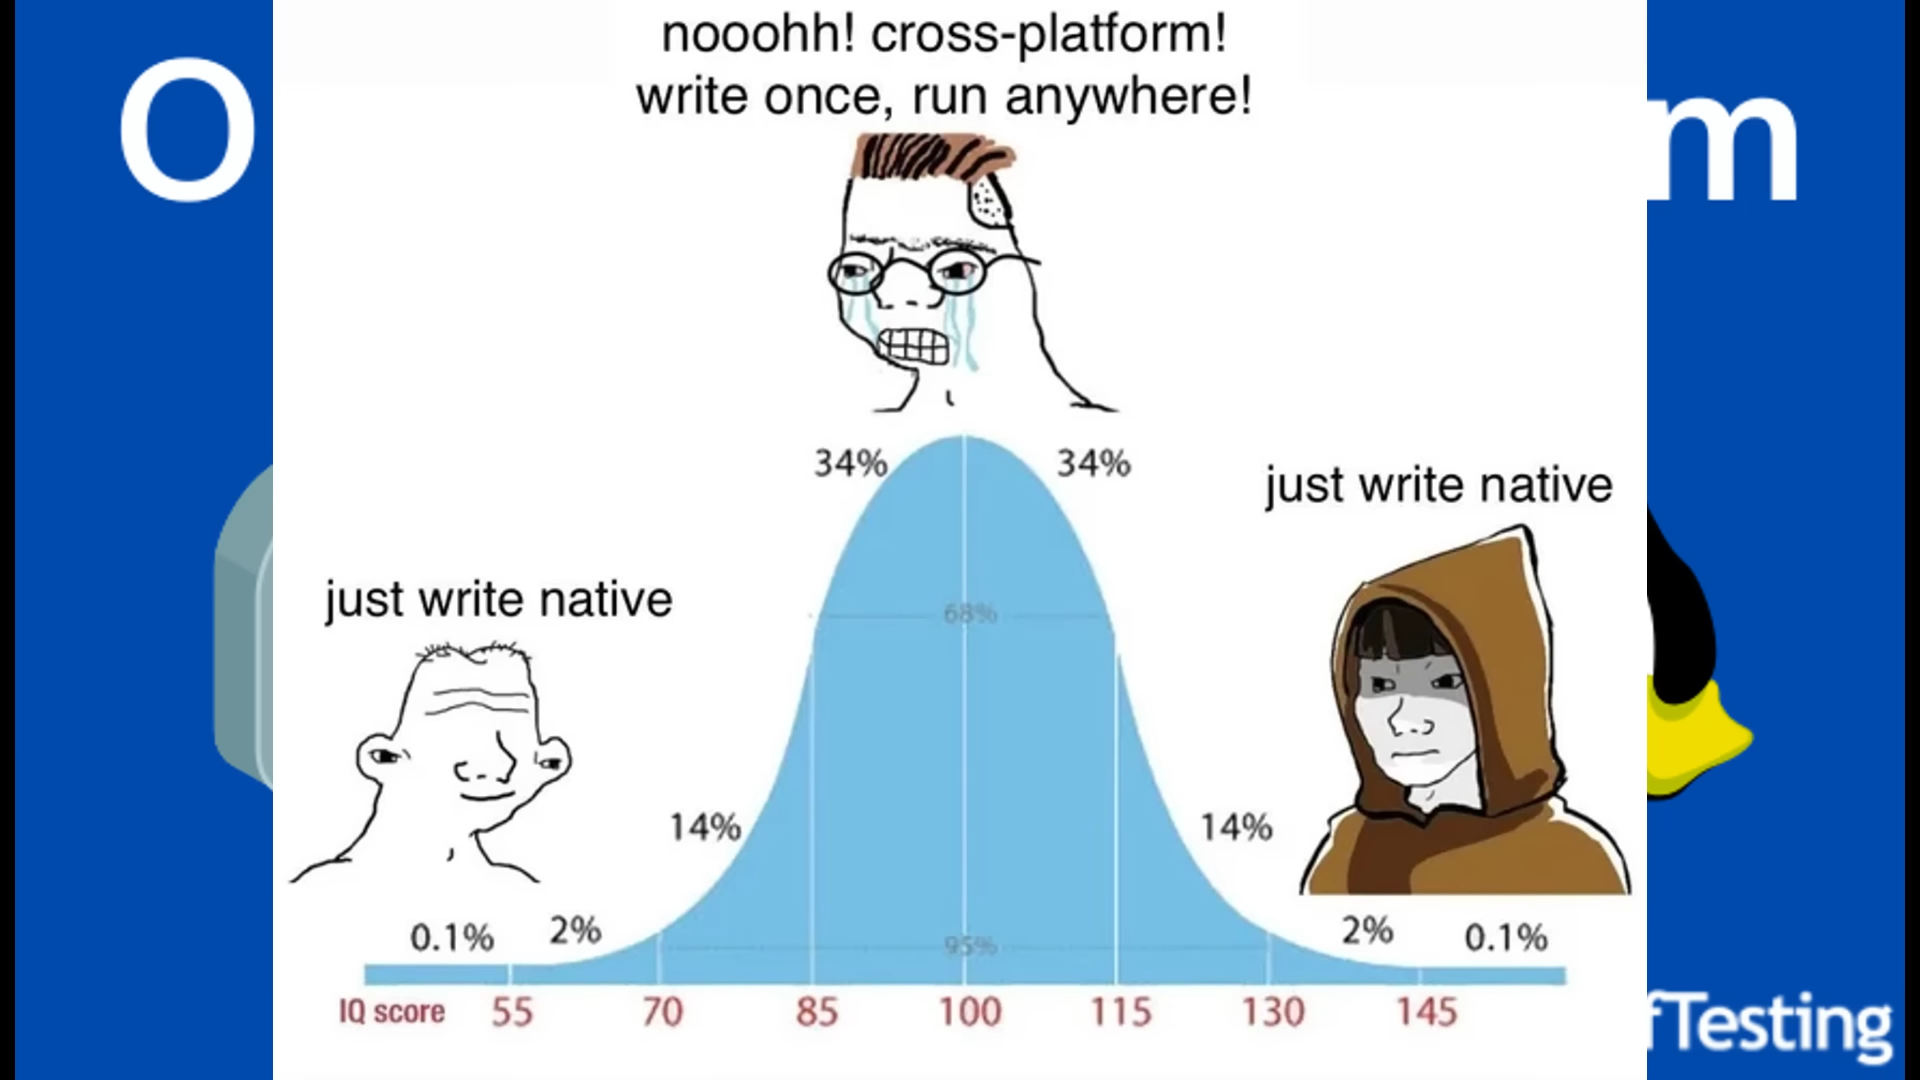 nooohh! cross-platform!
write once, run anywhere!
O
m
34%
34%
just write native
just write native
68%
14%
14%
0.1%
2%
95%
2%
0.1%
IQ score 55 70 85 100 115 130 145
fTesting